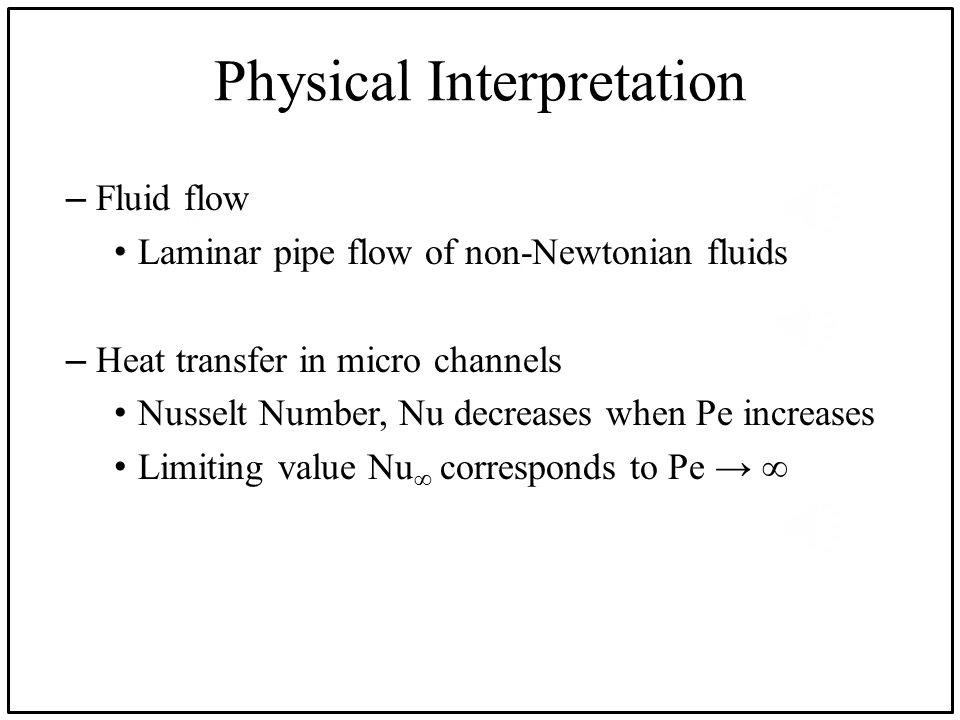 Physical Interpretation
– Fluid flow
• Laminar pipe flow of non-Newtonian fluids
– Heat transfer in micro channels
• Nusselt Number, Nu decreases when Pe increases
• Limiting value Nu∞ corresponds to Pe → ∞